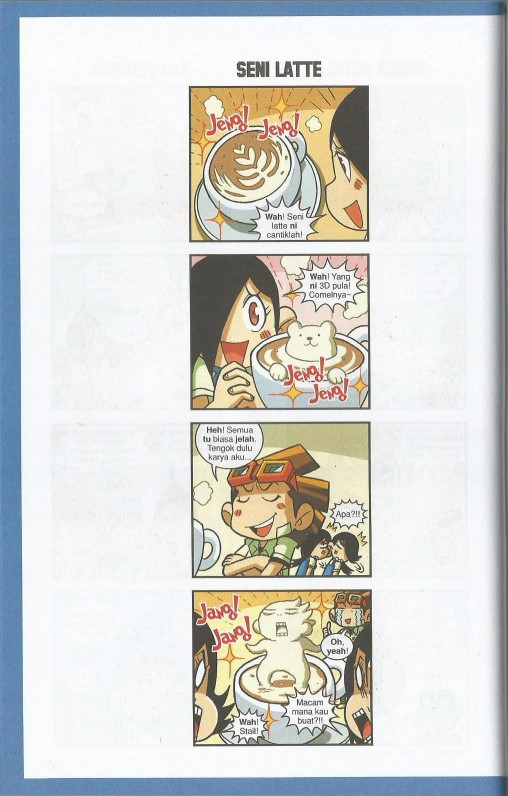 SENI LATTE
Jeng!
Jeng!
Wah! Seni
latte ni
cantiklah!
Wah! Yang
ni 3D pula!
Comelnya~
Jeng!
Jeng!
Heh! Semua
tu biasa jelah.
Tengok dulu
karya aku...
Apa?!!
Jang!
Jang!
Oh,
yeah!
Macam
mana kau
buat?!!
Wah!
Stail!